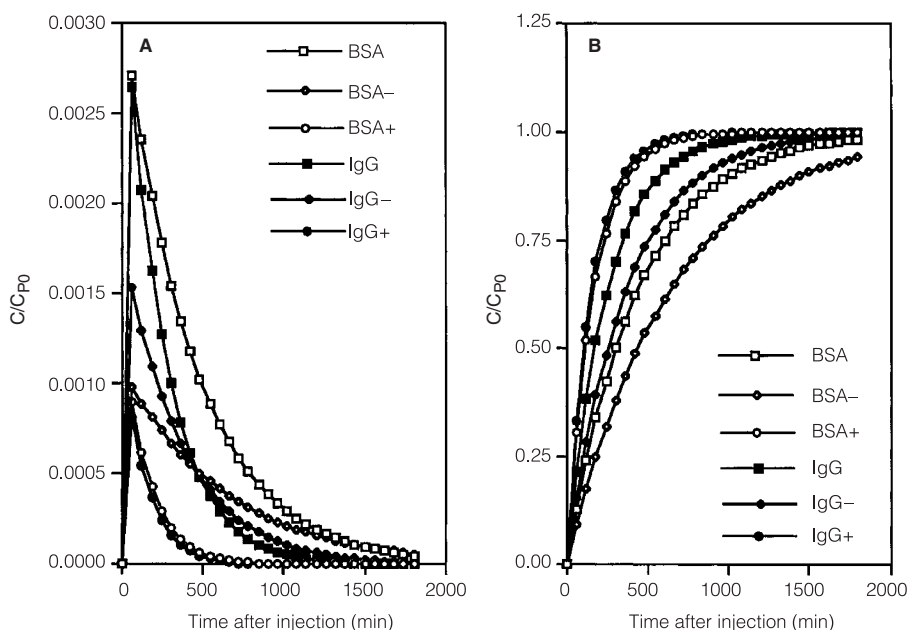 A
0.0030
0.0025
0.0020
0.0015
0.0010
0.0005
0.0000
C/CP0
0
500
1000
1500
2000
Time after injection (min)
BSA
BSA–
BSA+
IgG
IgG–
IgG+
B
1.25
1.00
0.75
0.50
0.25
0.00
C/CP0
0
500
1000
1500
2000
Time after injection (min)
BSA
BSA–
BSA+
IgG
IgG–
IgG+